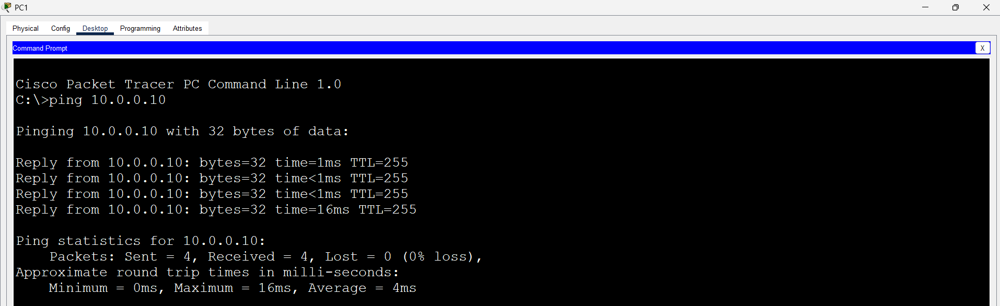 PC1
Physical Config Desktop Programming Attributes
Command Prompt X
Cisco Packet Tracer PC Command Line 1.0
C:\>ping 10.0.0.10
Pinging 10.0.0.10 with 32 bytes of data:
Reply from 10.0.0.10: bytes=32 time=1ms TTL=255
Reply from 10.0.0.10: bytes=32 time<1ms TTL=255
Reply from 10.0.0.10: bytes=32 time<1ms TTL=255
Reply from 10.0.0.10: bytes=32 time=16ms TTL=255
Ping statistics for 10.0.0.10:
Packets: Sent = 4, Received = 4, Lost = 0 (0% loss),
Approximate round trip times in milli-seconds:
Minimum = 0ms, Maximum = 16ms, Average = 4ms